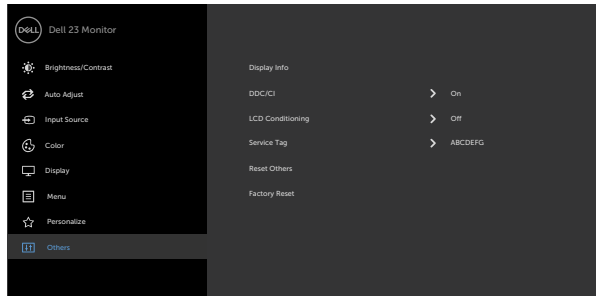 DELL Dell 23 Monitor
Brightness/Contrast
Auto Adjust
Input Source
Color
Display
Menu
Personalize
Others
Display Info
DDC/CI > On
LCD Conditioning > Off
Service Tag > ABCDEFG
Reset Others
Factory Reset